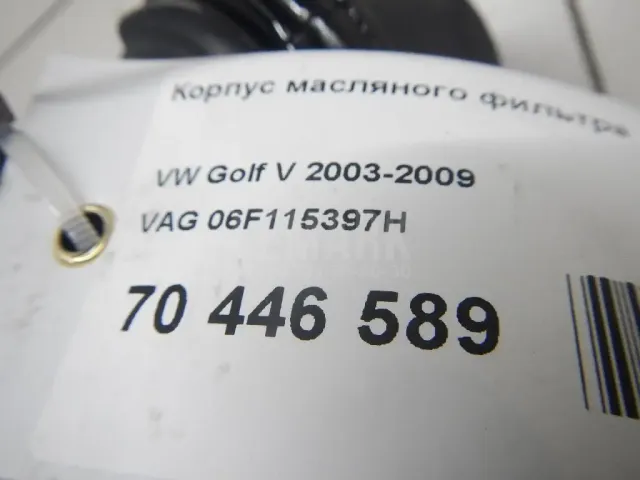 Корпус масляного фильтра
VW Golf V 2003-2009
VAG 06F115397H
70 446 589